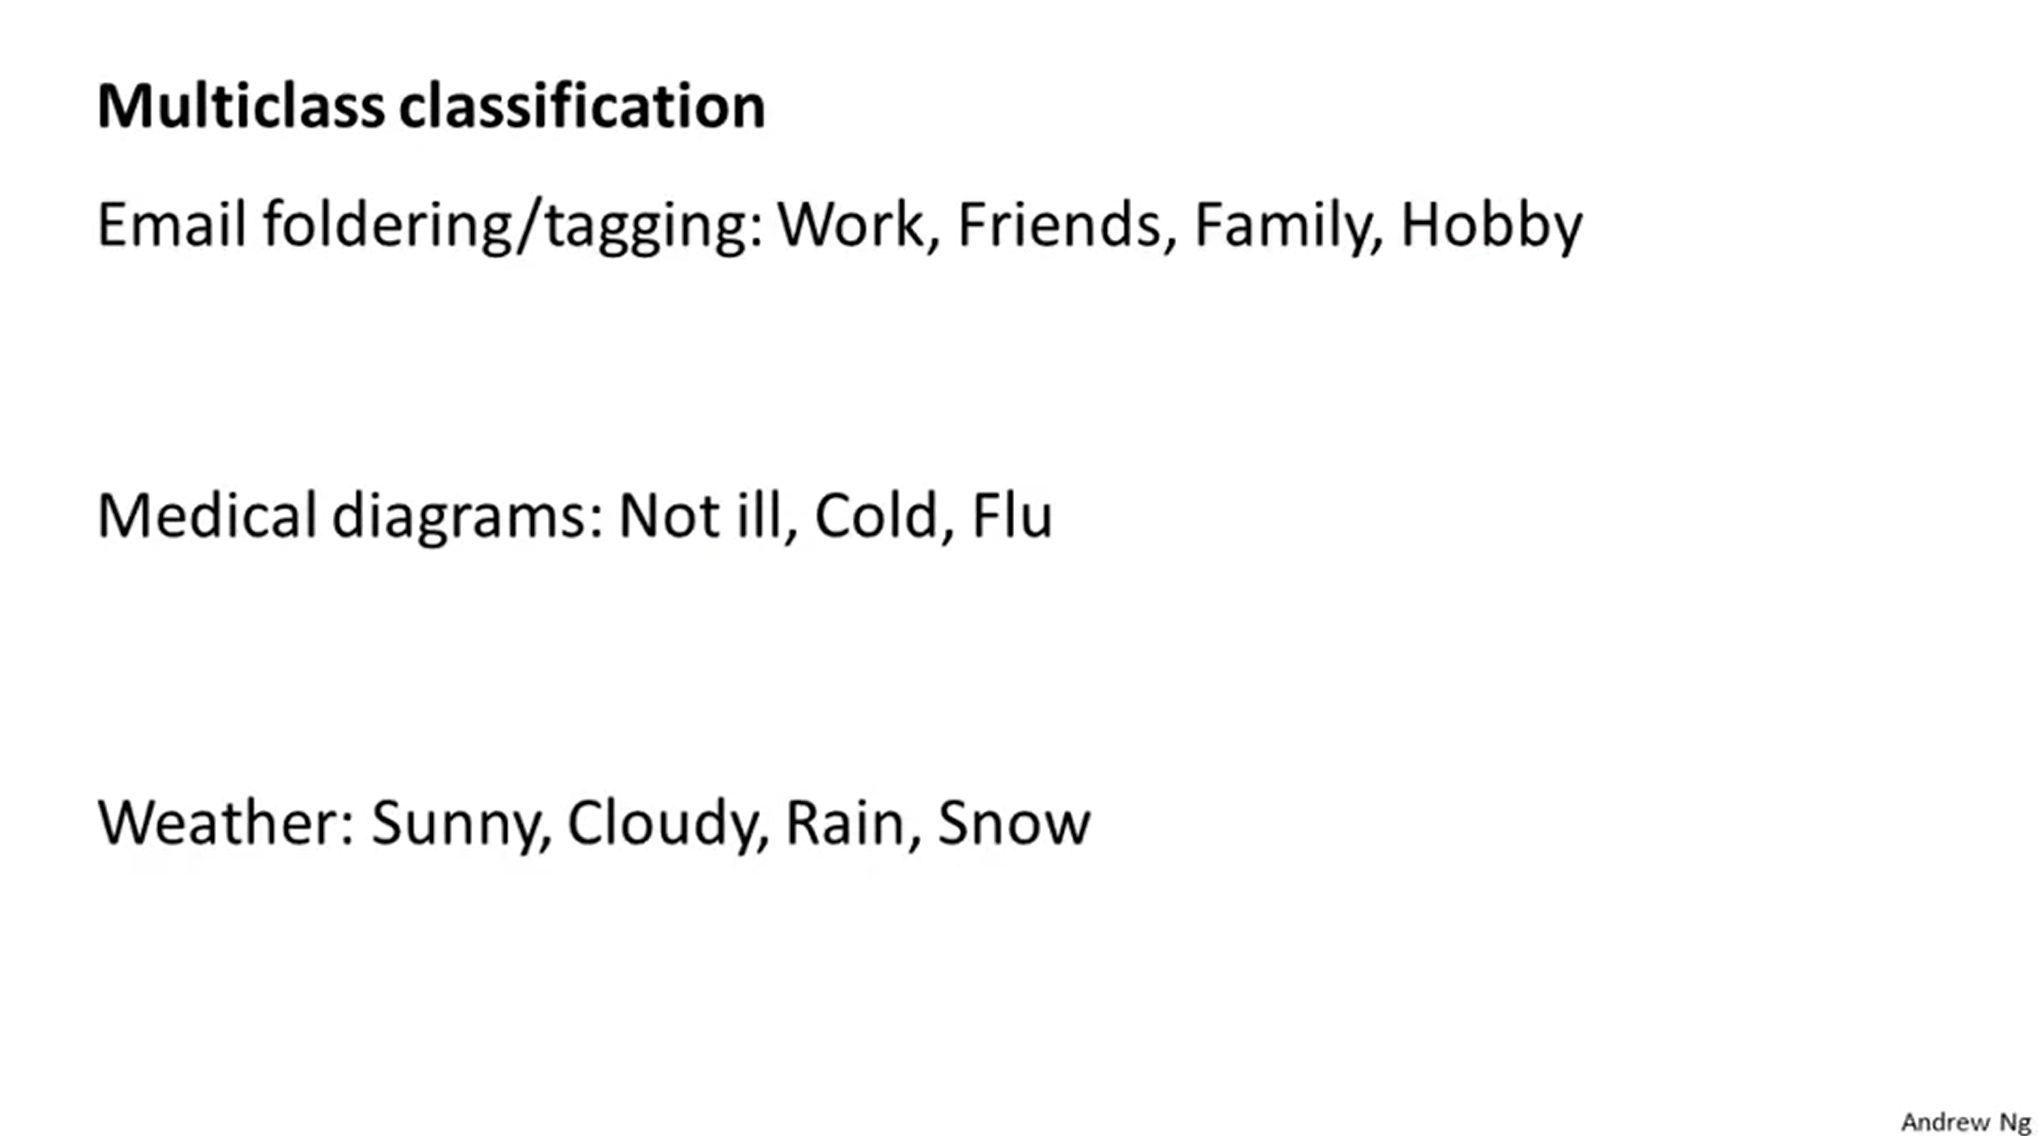 Multiclass classification
Email foldering/tagging: Work, Friends, Family, Hobby
Medical diagrams: Not ill, Cold, Flu
Weather: Sunny, Cloudy, Rain, Snow
Andrew Ng